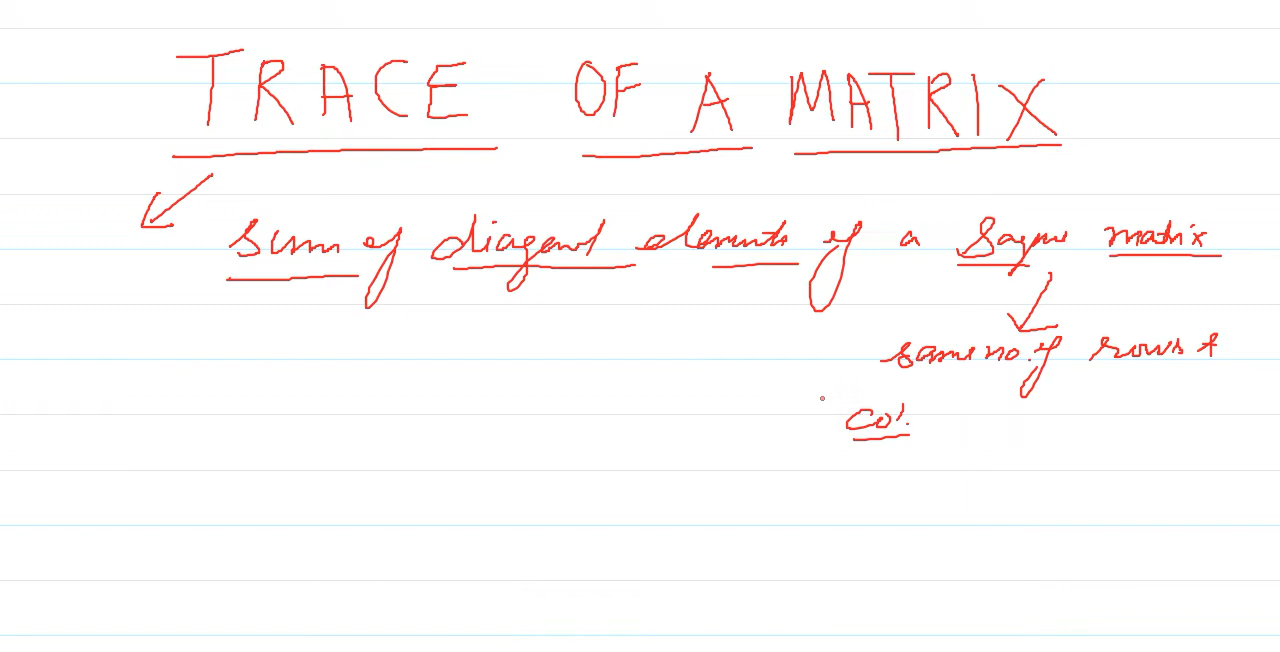 TRACE OF A MATRIX
Sum of diagonal elements of a Square matrix
same no. of rows &
Col.